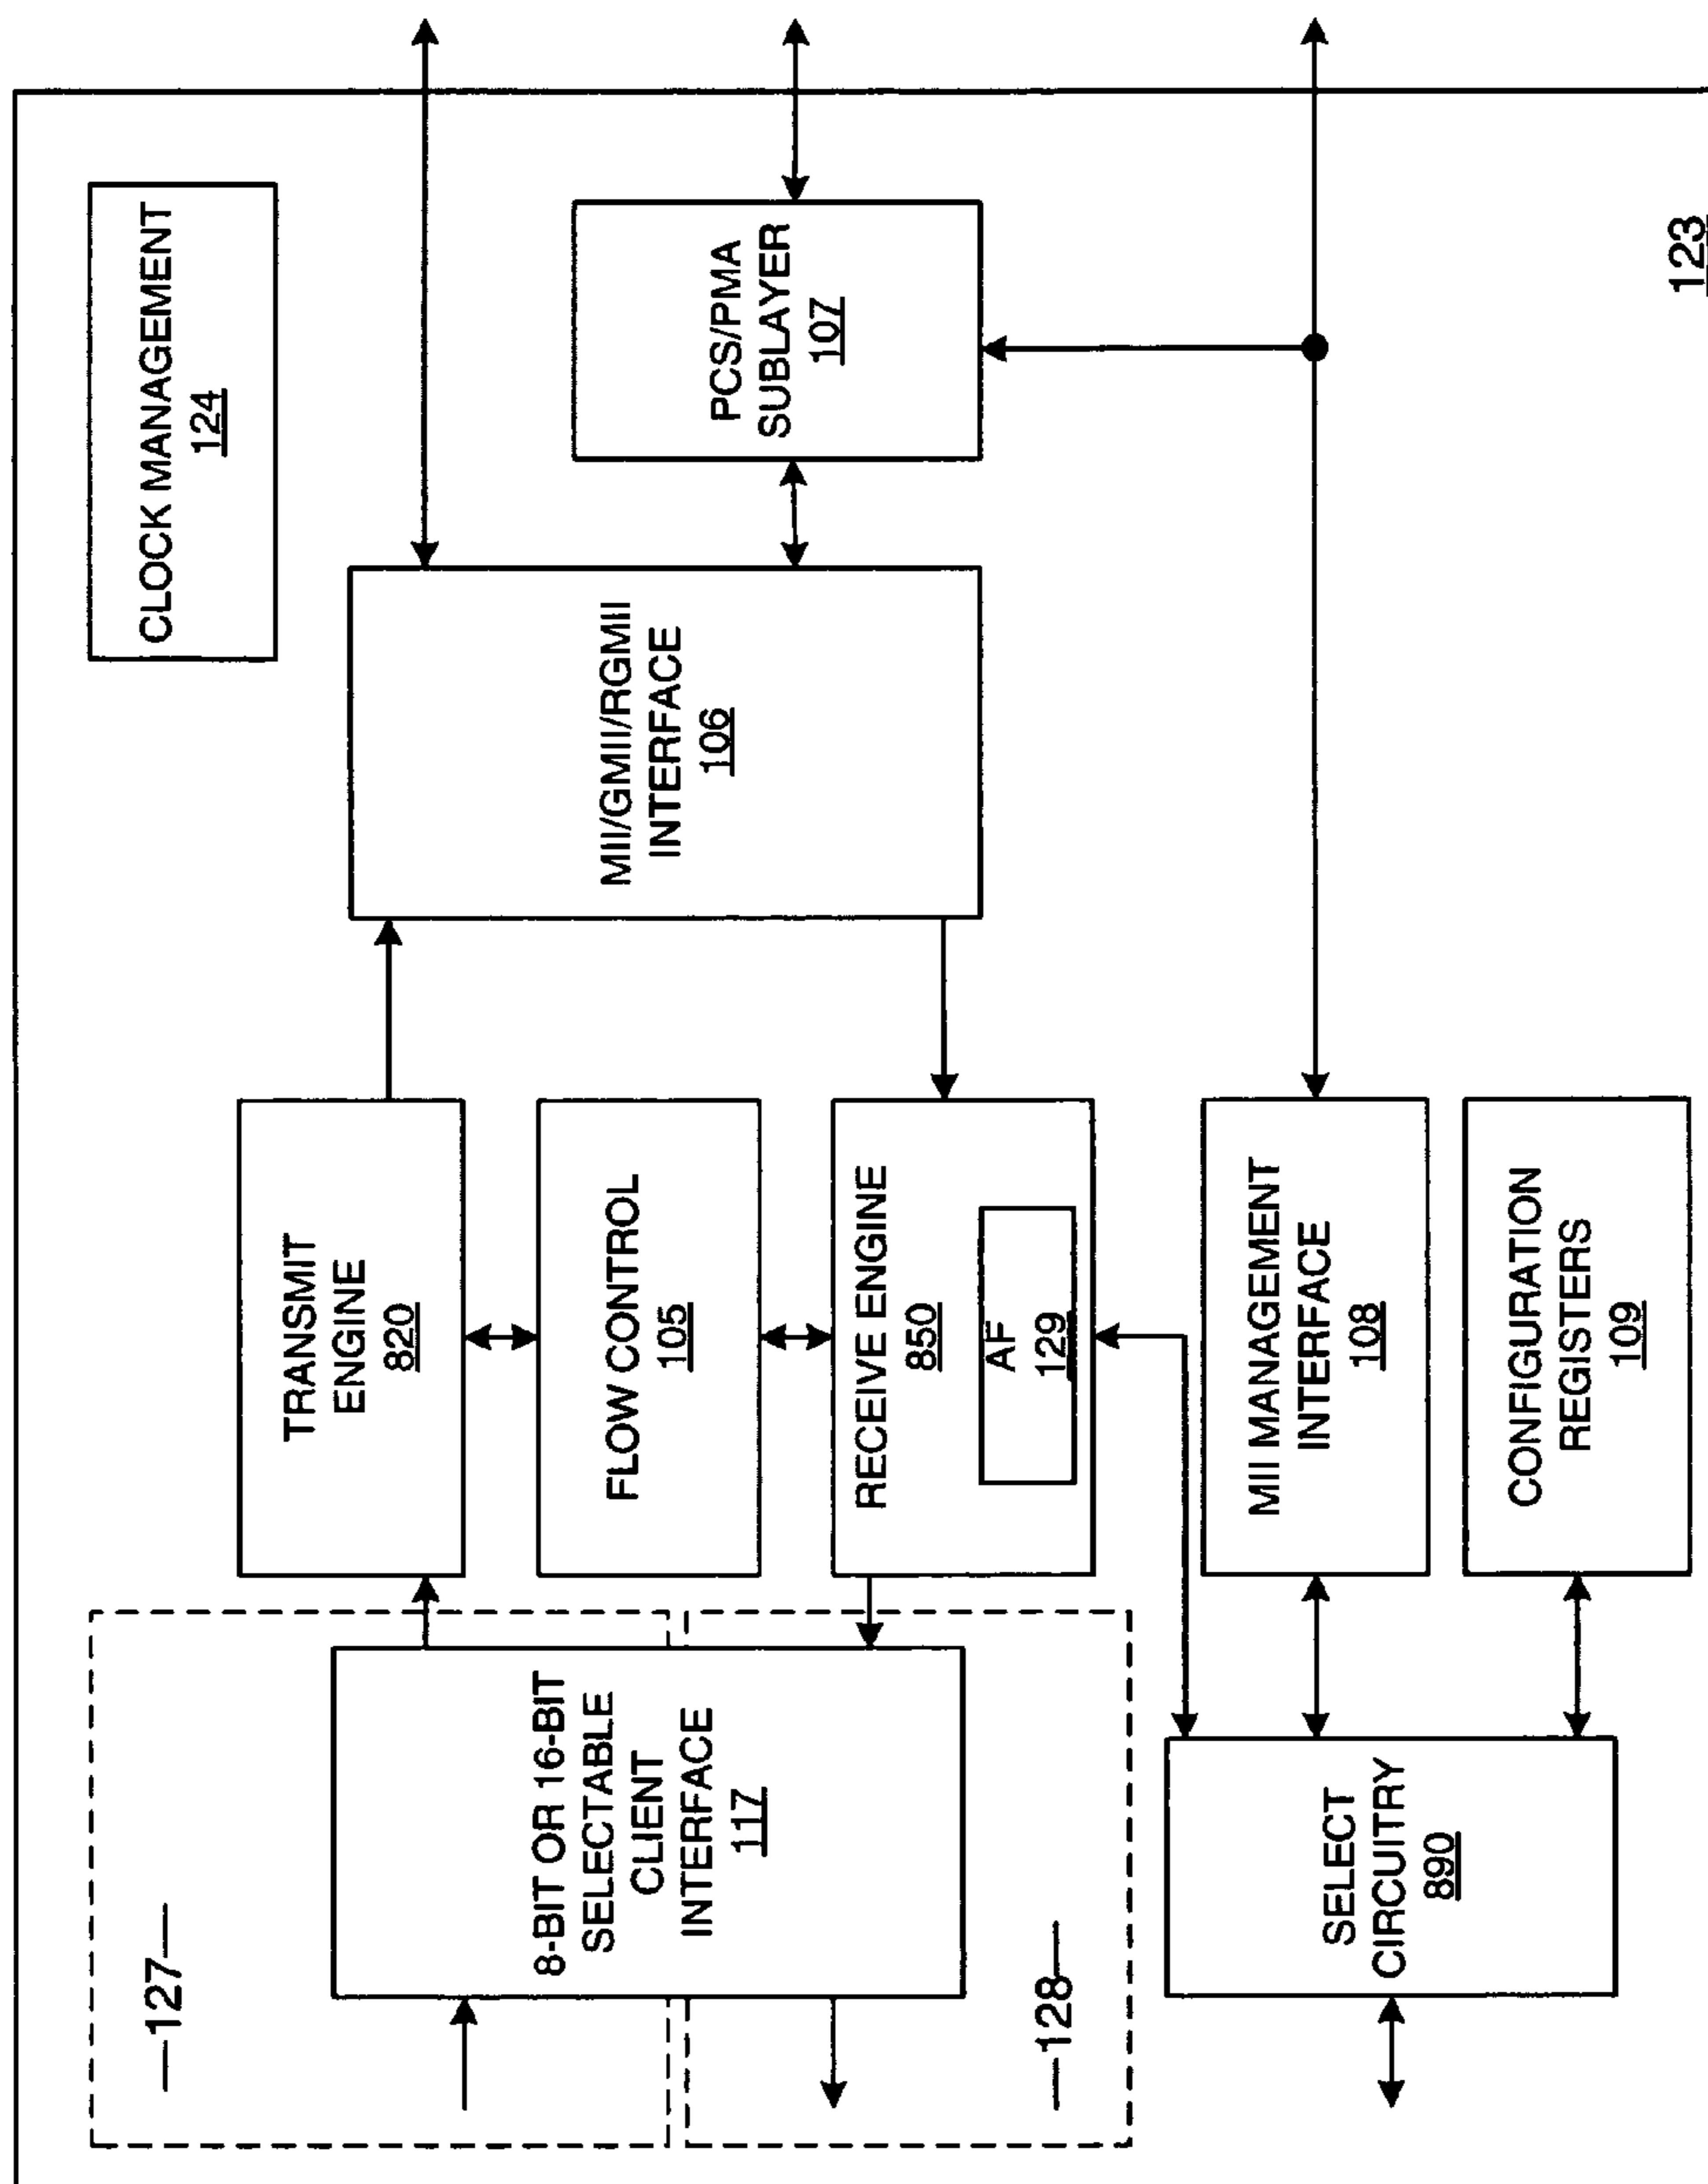 CLOCK MANAGEMENT
124
PCS/PMA
SUBLAYER
107
MII/GMII/RGMII
INTERFACE
106
TRANSMIT
ENGINE
820
FLOW CONTROL
105
RECEIVE ENGINE
850
AF
129
MII MANAGEMENT
INTERFACE
108
CONFIGURATION
REGISTERS
109
127
8-BIT OR 16-BIT
SELECTABLE
CLIENT
INTERFACE
117
128
SELECT
CIRCUITRY
890
123